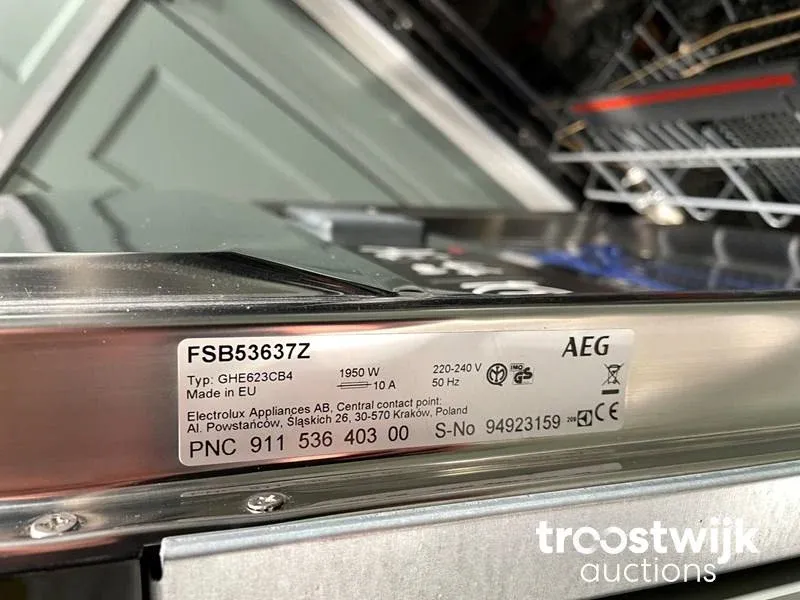 FSB53637Z
AEG
Typ: GHE623CB4
Made in EU
1950 W
10 A
220-240 V
50 Hz
GS
Electrolux Appliances AB, Central contact point:
Al. Powstańców, Śląskich 26, 30-570 Kraków, Poland
PNC 911 536 403 00 S-No 94923159
CE
troostwijk
auctions